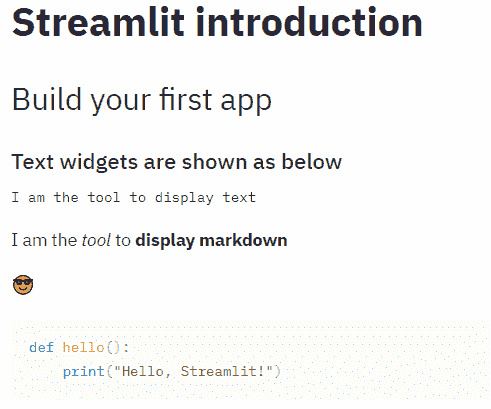 Streamlit introduction
Build your first app
Text widgets are shown as below
I am the tool to display text
I am the tool to display markdown
def hello():
    print("Hello, Streamlit!")